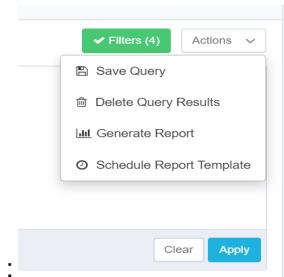 Filters (4) Actions
Save Query
Delete Query Results
Generate Report
Schedule Report Template
Clear Apply
: